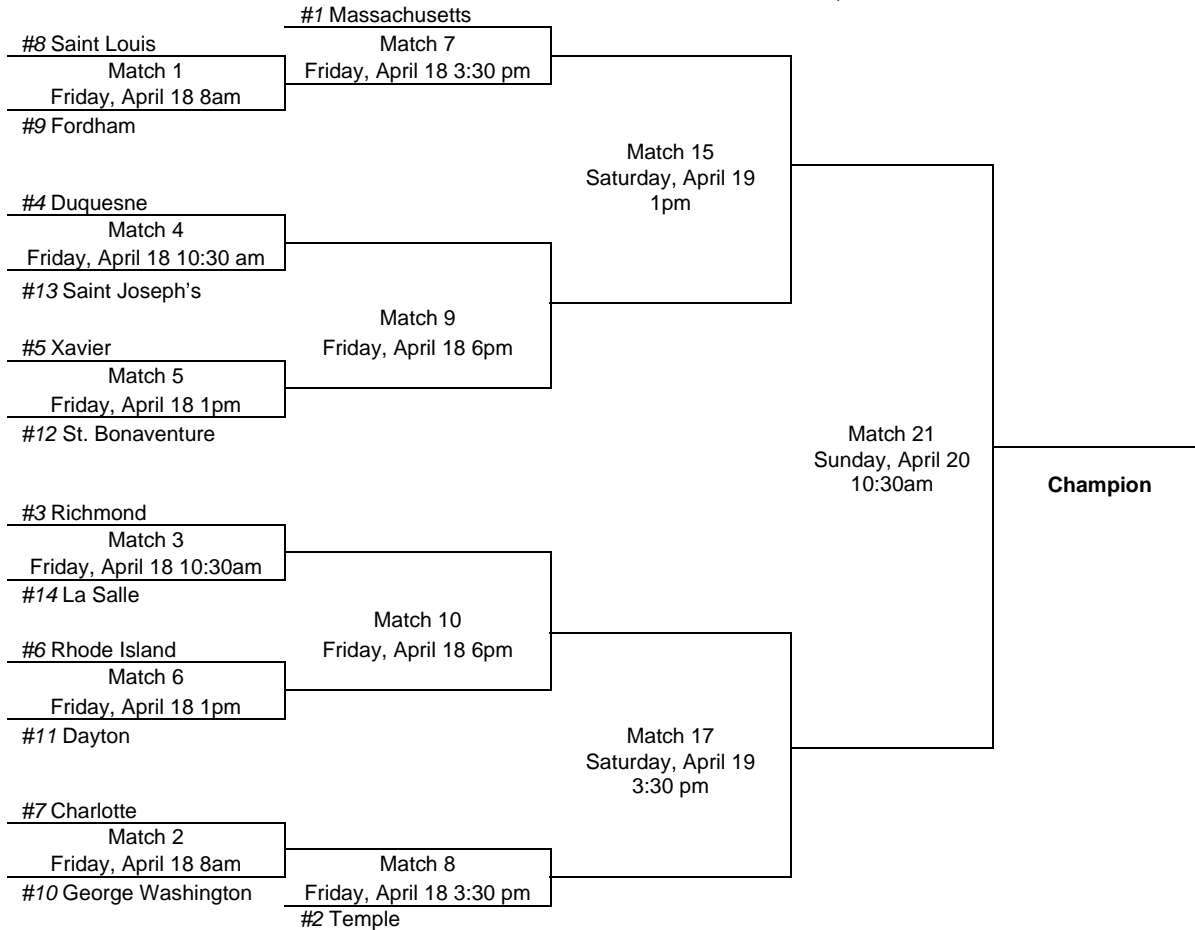 #1 Massachusetts
#8 Saint Louis
Match 7
Match 1
Friday, April 18 3:30 pm
Friday, April 18 8am
#9 Fordham
Match 15
Saturday, April 19
1pm
#4 Duquesne
Match 4
Friday, April 18 10:30 am
#13 Saint Joseph's
Match 9
Friday, April 18 6pm
#5 Xavier
Match 5
Friday, April 18 1pm
#12 St. Bonaventure
Match 21
Sunday, April 20
10:30am
Champion
#3 Richmond
Match 3
Friday, April 18 10:30am
#14 La Salle
Match 10
Friday, April 18 6pm
#6 Rhode Island
Match 6
Friday, April 18 1pm
#11 Dayton
Match 17
Saturday, April 19
3:30 pm
#7 Charlotte
Match 2
Friday, April 18 8am
Match 8
#10 George Washington
Friday, April 18 3:30 pm
#2 Temple